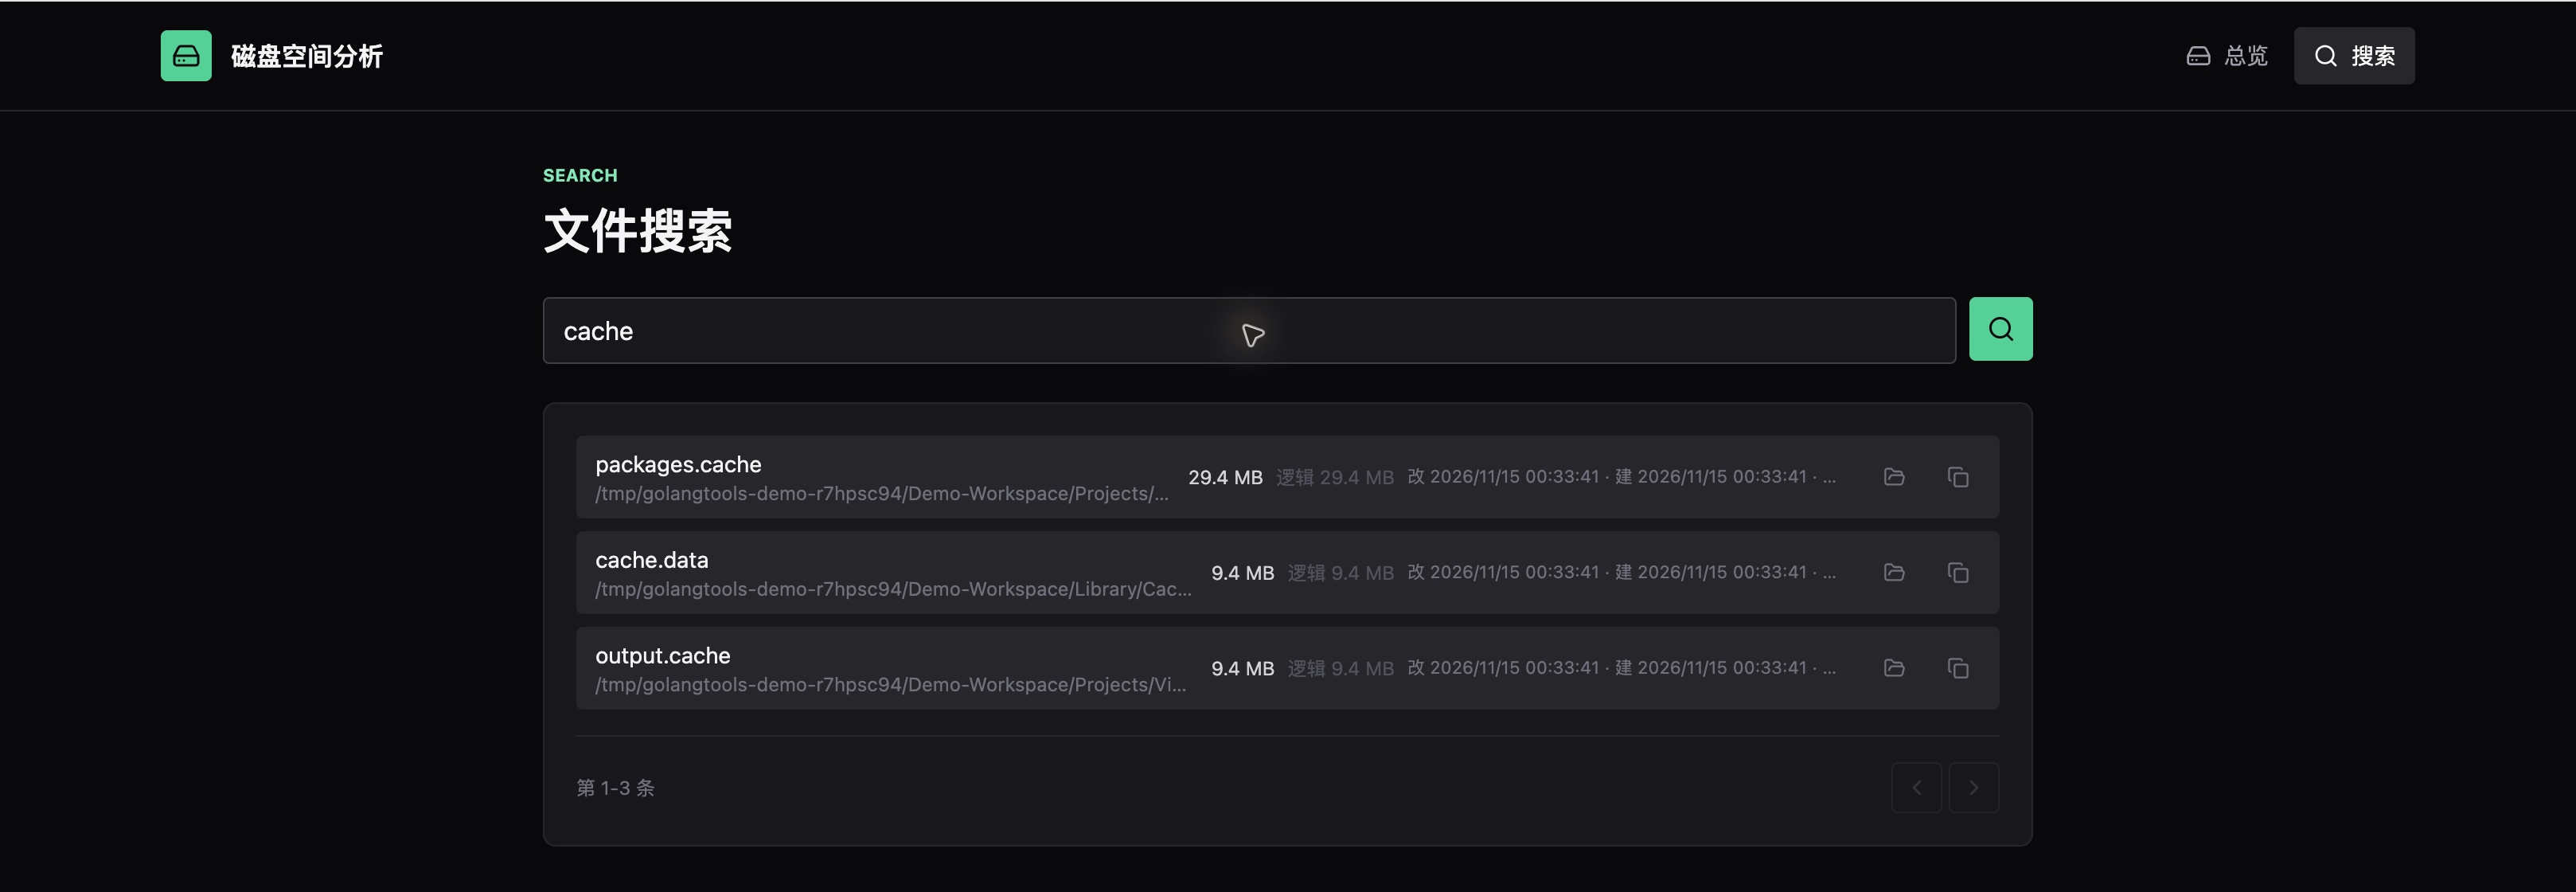 磁盘空间分析
总览
搜索
SEARCH
文件搜索
cache
packages.cache
/tmp/golangtools-demo-r7hpsc94/Demo-Workspace/Projects/...
29.4 MB 逻辑 29.4 MB 改 2026/11/15 00:33:41 · 建 2026/11/15 00:33:41 · ...
cache.data
/tmp/golangtools-demo-r7hpsc94/Demo-Workspace/Library/Cac...
9.4 MB 逻辑 9.4 MB 改 2026/11/15 00:33:41 · 建 2026/11/15 00:33:41 · ...
output.cache
/tmp/golangtools-demo-r7hpsc94/Demo-Workspace/Projects/Vi...
9.4 MB 逻辑 9.4 MB 改 2026/11/15 00:33:41 · 建 2026/11/15 00:33:41 · ...
第 1-3 条